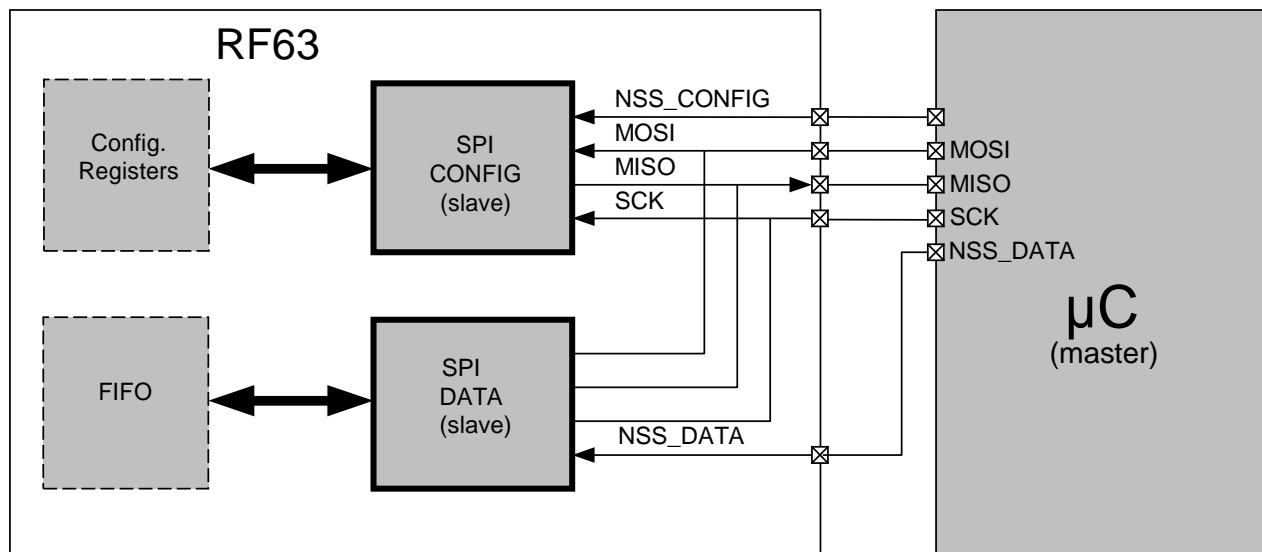 RF63
Config.
Registers
SPI
CONFIG
(slave)
NSS_CONFIG
MOSI
MISO
SCK
FIFO
SPI
DATA
(slave)
NSS_DATA
MOSI
MISO
SCK
NSS_DATA
µC
(master)